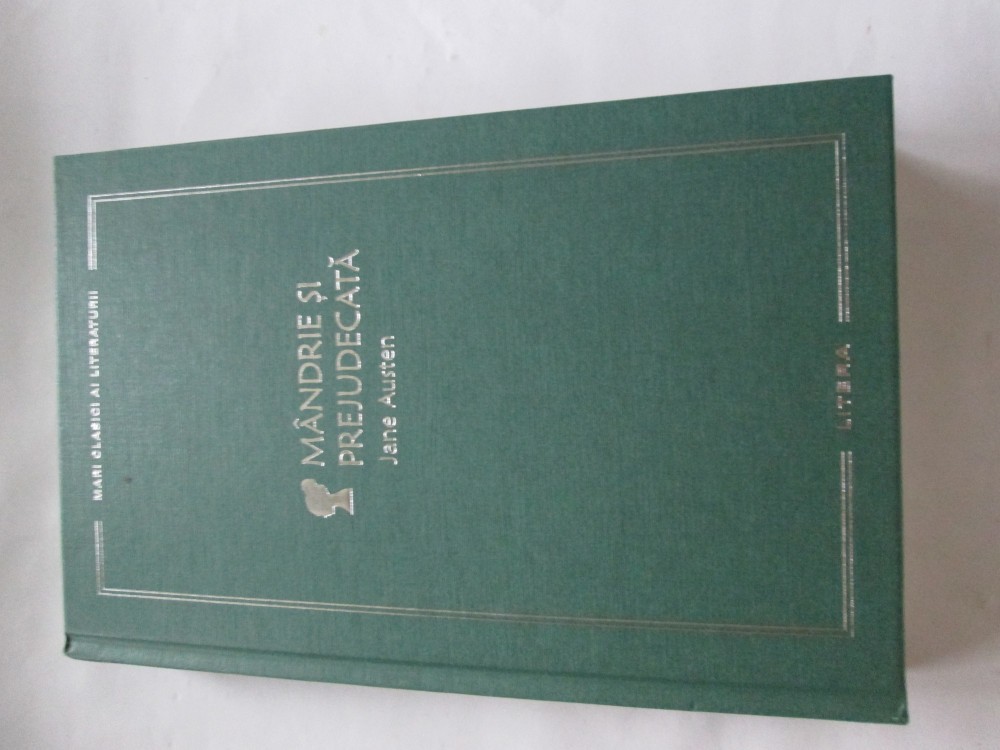 MARI CLASICI AI LITERATURII
MÂNDRIE ȘI
PREJUDECATĂ
Jane Austen
LITERA